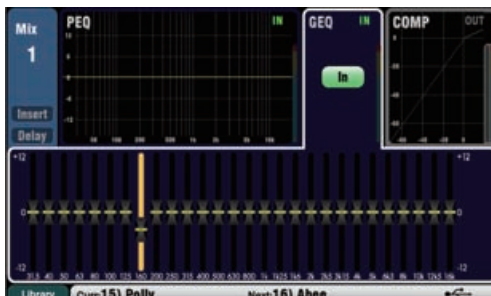 Mix
1
Insert
Delay
PEQ IN
GEQ IN
In
COMP OUT
+12 +12
0 0
-12 -12
31.5 40 50 63 80 100 125 160 200 250 315 400 500 630 800 1k 1k25 1k6 2k 2k5 3k15 4k 5k 6k3 8k 10k 12k5 16k
Library Curr:15) Polly Next:16) Abee